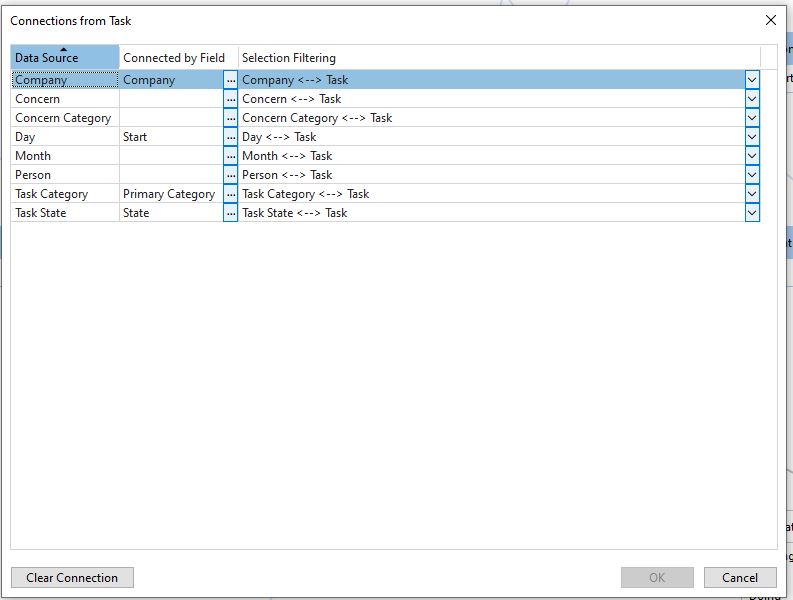 Connections from Task
Data Source Connected by Field Selection Filtering
Company Company ... Company <--> Task
Concern ... Concern <--> Task
Concern Category ... Concern Category <--> Task
Day Start ... Day <--> Task
Month ... Month <--> Task
Person ... Person <--> Task
Task Category Primary Category ... Task Category <--> Task
Task State State ... Task State <--> Task
Clear Connection OK Cancel